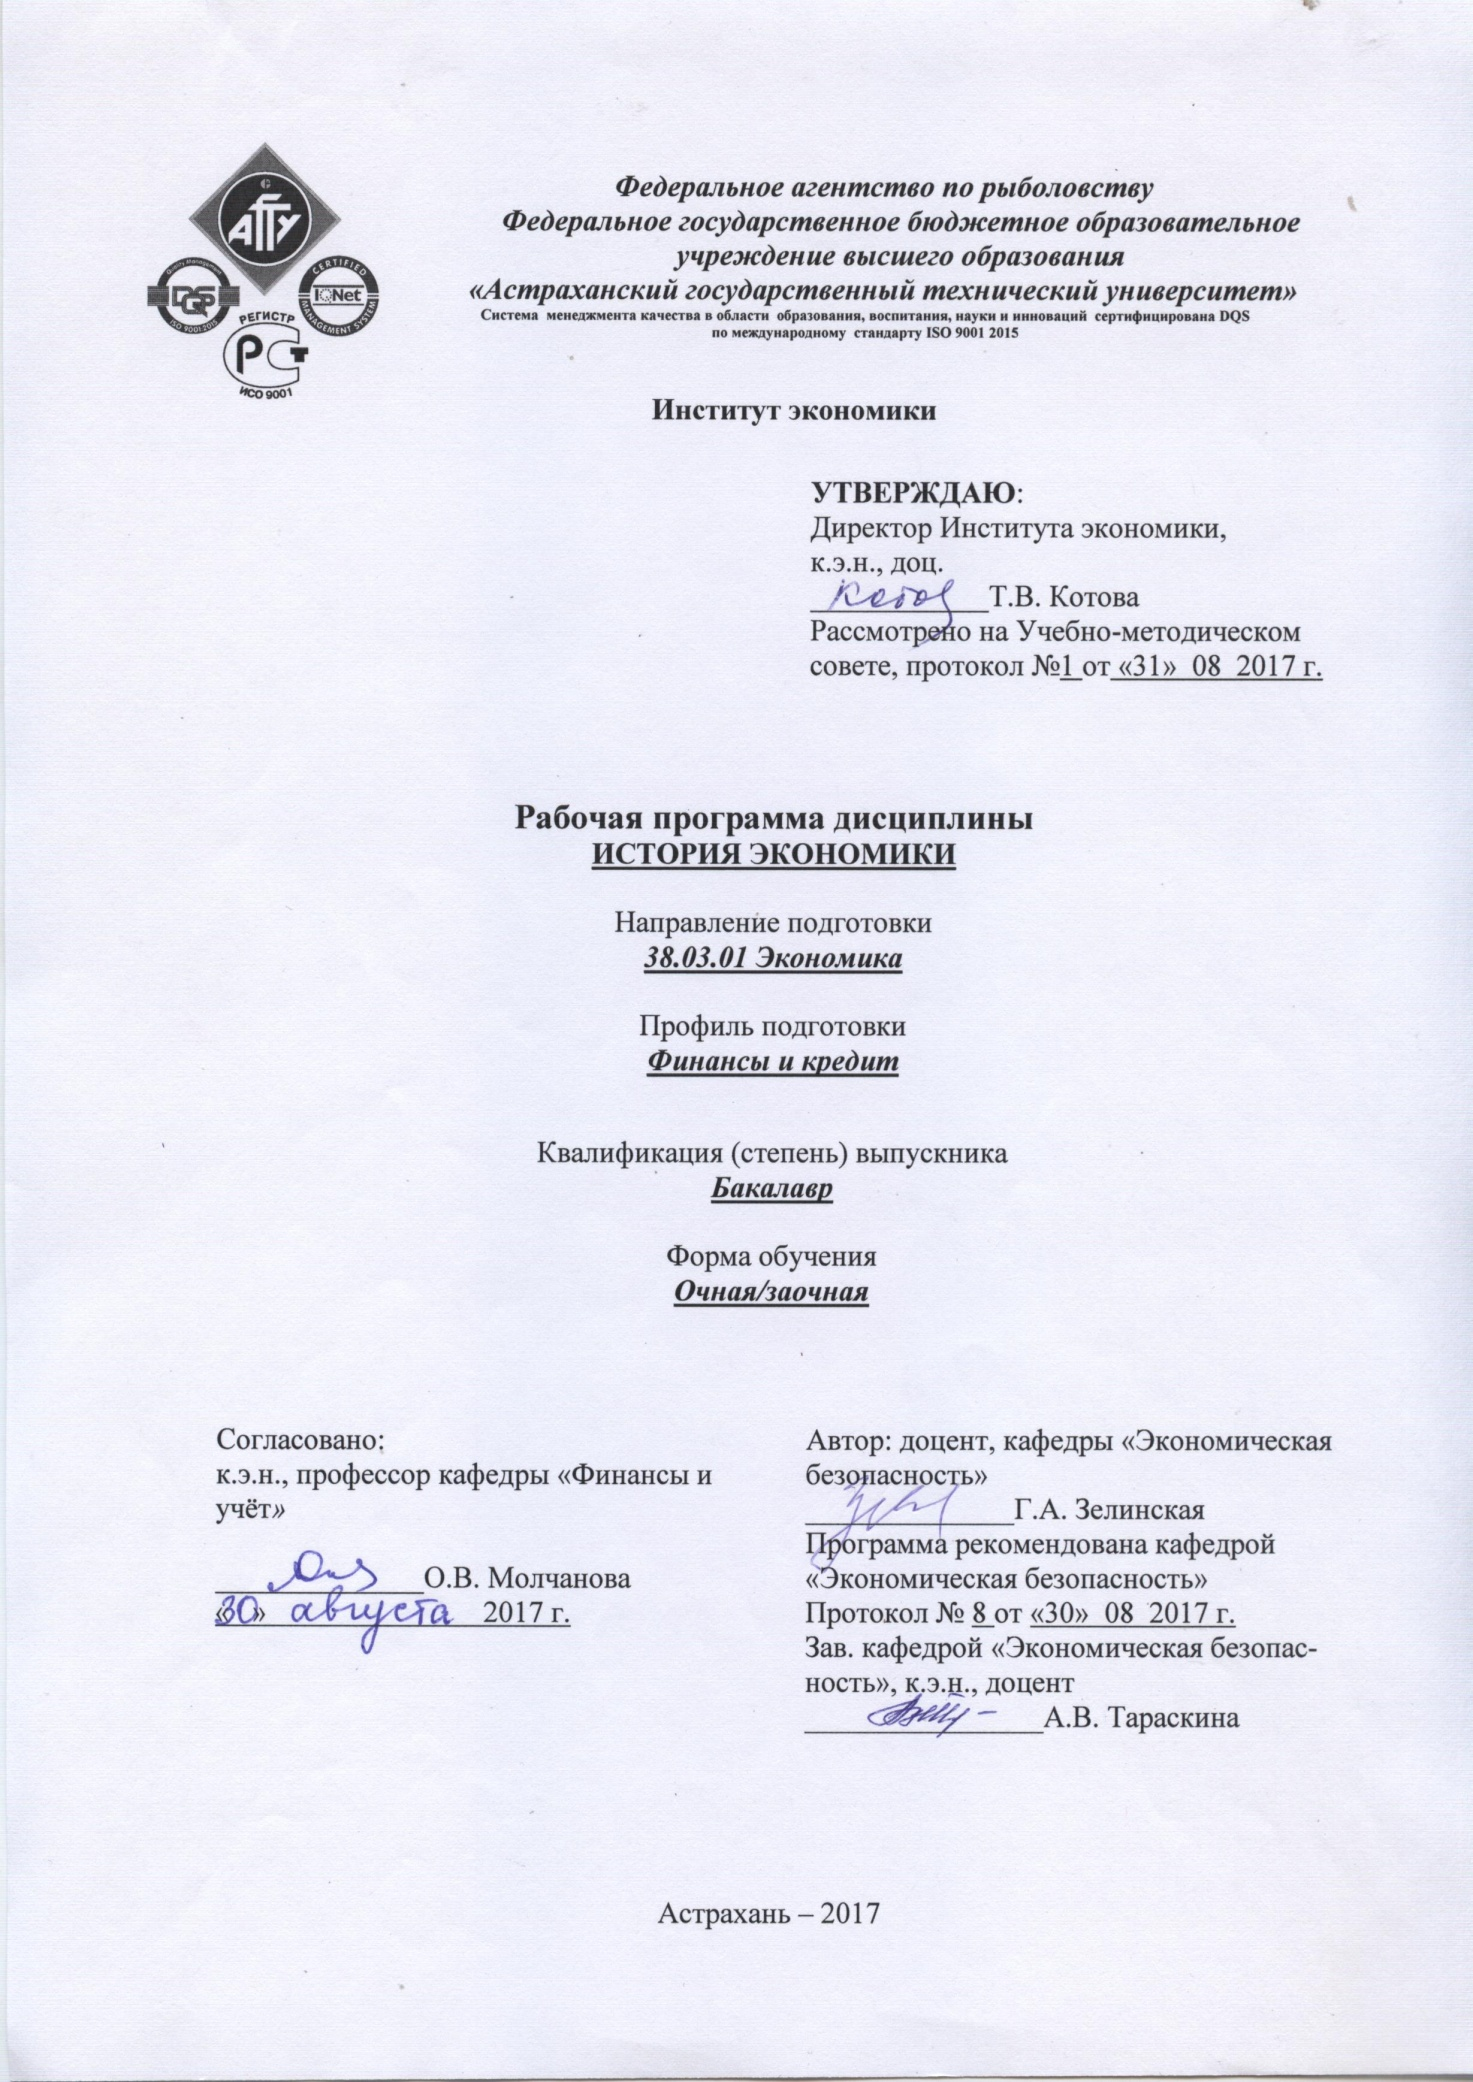 АГТУ
Quality Management
DQS
ISO 9001:2015
CERTIFIED
IQNet
MANAGEMENT SYSTEM
РЕГИСТР
РСТ
ИСО 9001
Федеральное агентство по рыболовству
Федеральное государственное бюджетное образовательное
учреждение высшего образования
«Астраханский государственный технический университет»
Система менеджмента качества в области образования, воспитания, науки и инноваций сертифицирована DQS
по международному стандарту ISO 9001 2015
Институт экономики
УТВЕРЖДАЮ:
Директор Института экономики,
к.э.н., доц.
Т.В. Котова
Рассмотрено на Учебно-методическом
совете, протокол №1 от «31» 08 2017 г.
Рабочая программа дисциплины
ИСТОРИЯ ЭКОНОМИКИ
Направление подготовки
38.03.01 Экономика
Профиль подготовки
Финансы и кредит
Квалификация (степень) выпускника
Бакалавр
Форма обучения
Очная/заочная
Согласовано:
к.э.н., профессор кафедры «Финансы и
учёт»
О.В. Молчанова
«30» августа 2017 г.
Автор: доцент, кафедры «Экономическая
безопасность»
Г.А. Зелинская
Программа рекомендована кафедрой
«Экономическая безопасность»
Протокол № 8 от «30» 08 2017 г.
Зав. кафедрой «Экономическая безопас-
ность», к.э.н., доцент
А.В. Тараскина
Астрахань – 2017